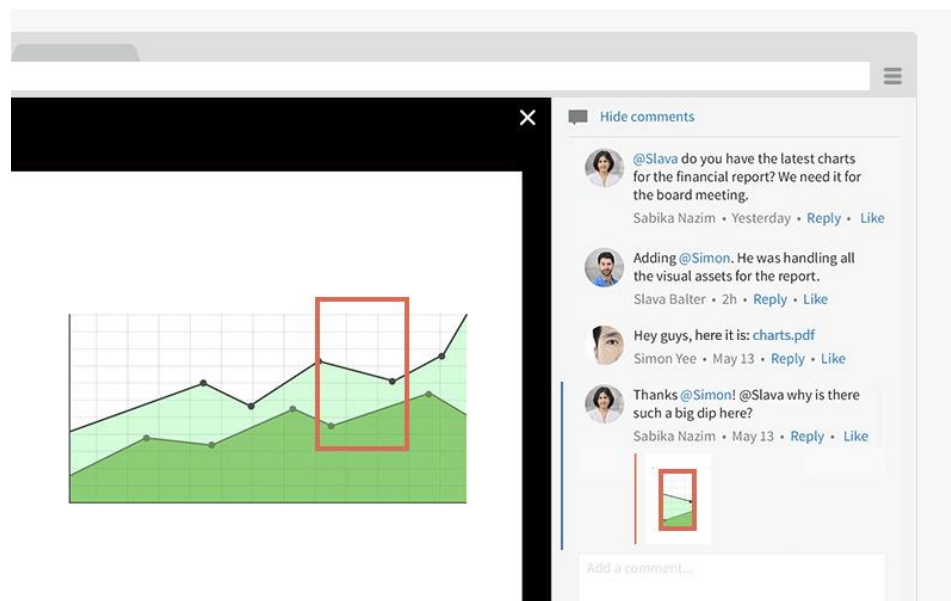 Hide comments
@Slava do you have the latest charts
for the financial report? We need it for
the board meeting.
Sabika Nazim • Yesterday • Reply • Like
Adding @Simon. He was handling all
the visual assets for the report.
Slava Balter • 2h • Reply • Like
Hey guys, here it is: charts.pdf
Simon Yee • May 13 • Reply • Like
Thanks @Simon! @Slava why is there
such a big dip here?
Sabika Nazim • May 13 • Reply • Like
Add a comment...